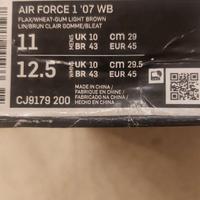 AIR FORCE 1 '07 WB
FLAX/WHEAT-GUM LIGHT BROWN
LIN/BRUN CLAIR GOMME/BLEAT
11 MENS UK 10 CM 29
BR 43 EUR 45
12.5 UK 10 CM 29.5
BR 43 EUR 45
CJ9179 200
MADE IN CHINA /
FABRIQUÉ EN CHINE /
FABRICADO NA CHINA /
HECHO EN CHINA